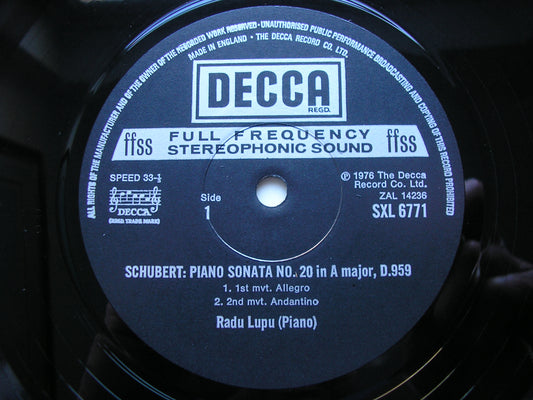 ALL RIGHTS OF THE MANUFACTURER AND OF THE OWNER OF THE RECORDED WORK RESERVED · UNAUTHORISED PUBLIC PERFORMANCE BROADCASTING AND COPYING OF THIS RECORD PROHIBITED
MADE IN ENGLAND · THE DECCA RECORD CO. LTD.
DECCA
REGD.
ffss FULL FREQUENCY ffss
STEREOPHONIC SOUND
SPEED 33⅓
DECCA
(REGD. TRADE MARK)
Side
1
℗ 1976 The Decca
Record Co. Ltd.
ZAL 14236
SXL 6771
SCHUBERT: PIANO SONATA NO. 20 in A major, D.959
1. 1st mvt. Allegro
2. 2nd mvt. Andantino
Radu Lupu (Piano)